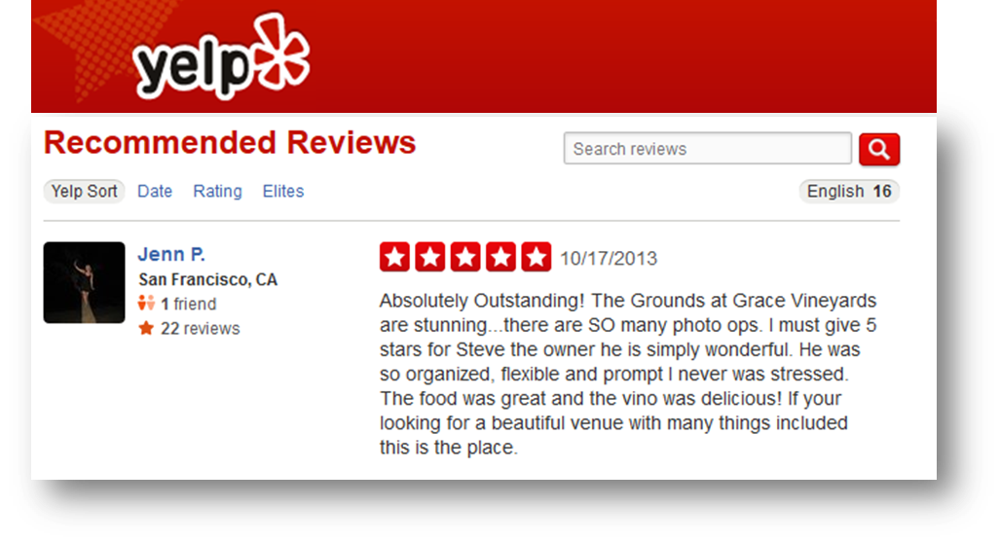 yelp
Recommended Reviews
Search reviews
Yelp Sort Date Rating Elites
English 16
Jenn P.
San Francisco, CA
1 friend
22 reviews
10/17/2013
Absolutely Outstanding! The Grounds at Grace Vineyards
are stunning...there are SO many photo ops. I must give 5
stars for Steve the owner he is simply wonderful. He was
so organized, flexible and prompt I never was stressed.
The food was great and the vino was delicious! If your
looking for a beautiful venue with many things included
this is the place.